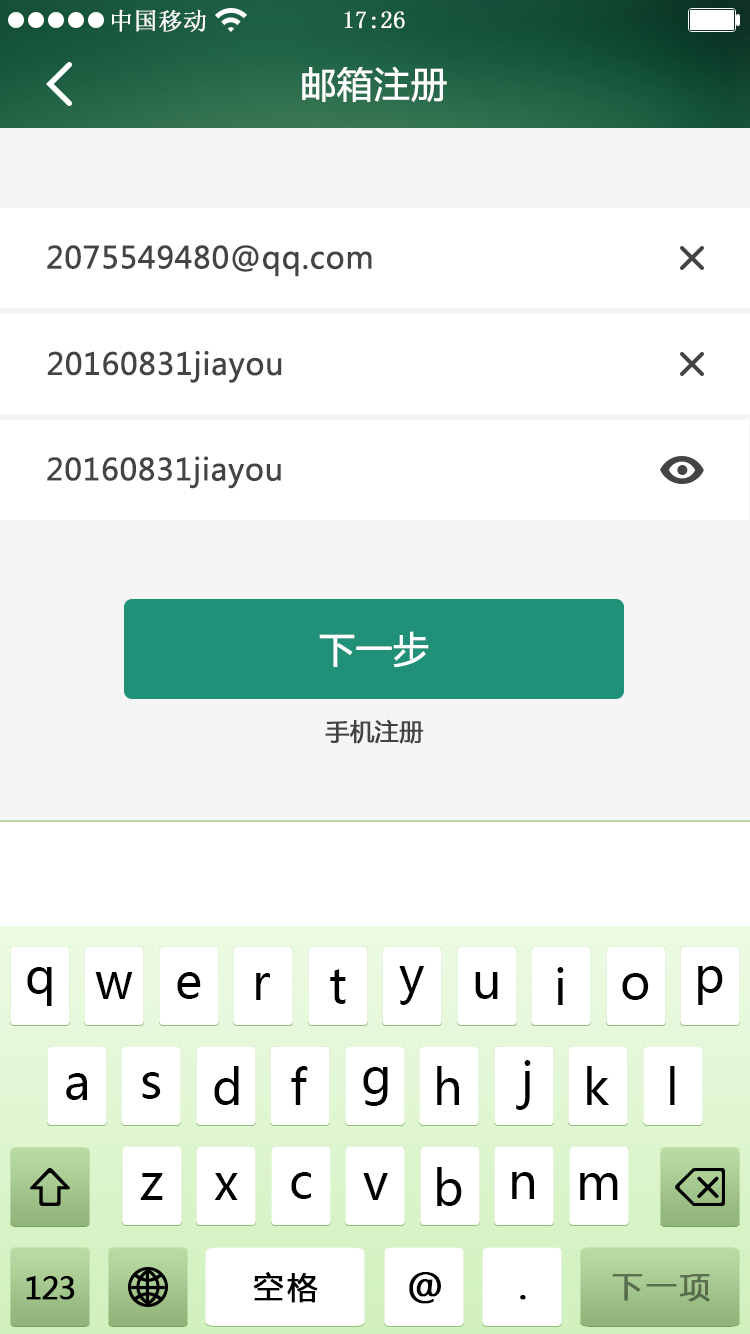 中国移动 17:26
邮箱注册
2075549480@qq.com
20160831jiayou
20160831jiayou
下一步
手机注册
q w e r t y u i o p
a s d f g h j k l
z x c v b n m
123 空格 @ . 下一项